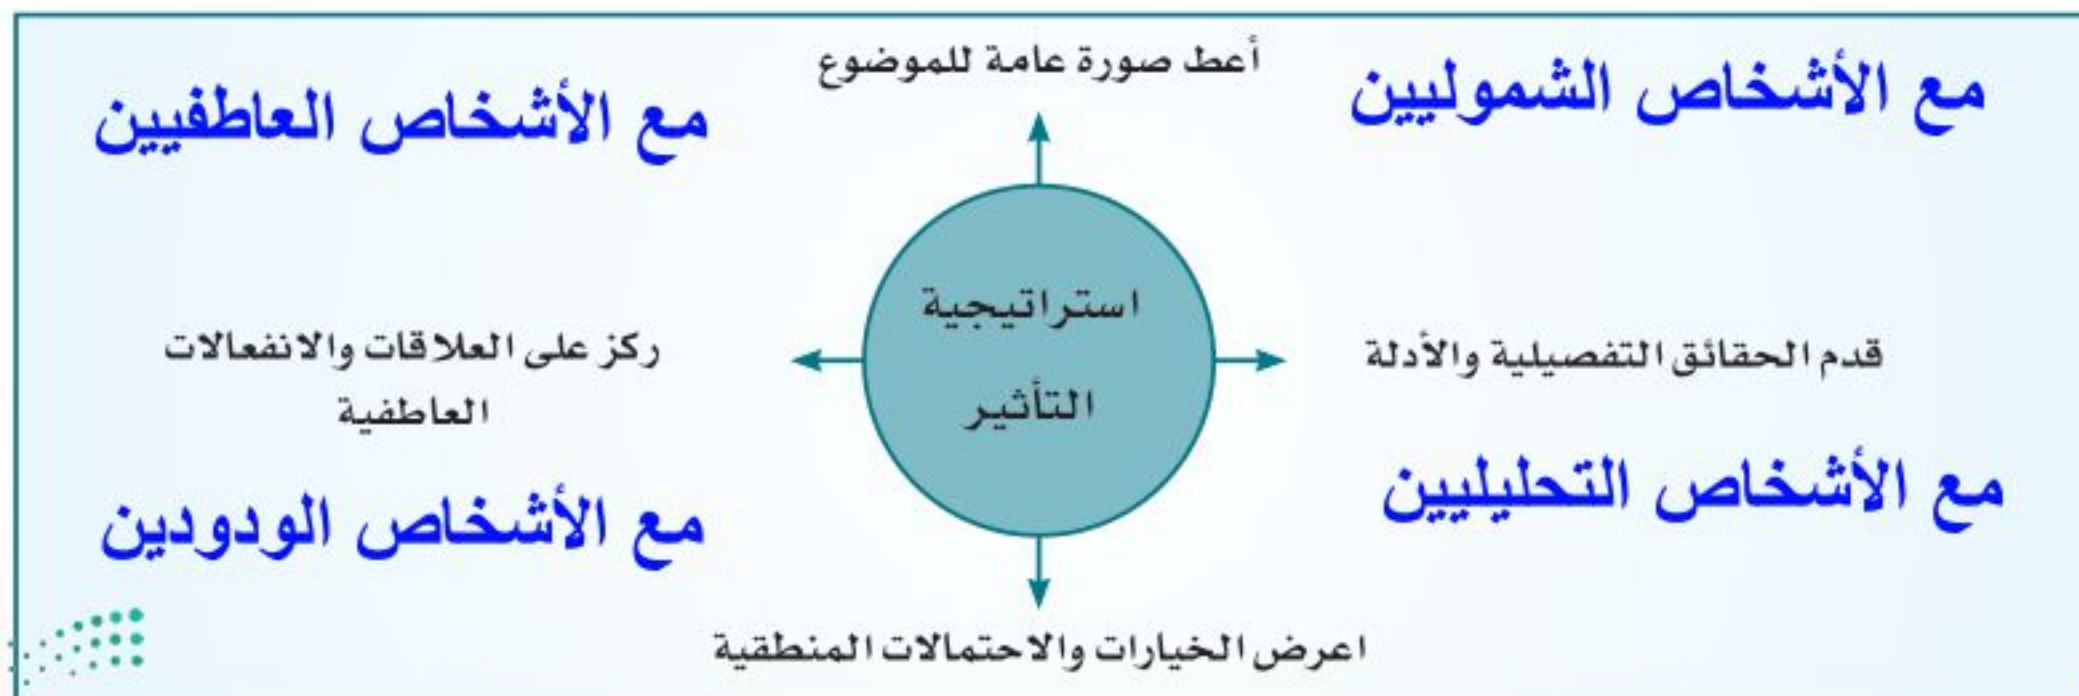 أعط صورة عامة للموضوع
مع الأشخاص الشموليين
مع الأشخاص العاطفيين
استراتيجية
التأثير
قدم الحقائق التفصيلية والأدلة
ركز على العلاقات والانفعالات
العاطفية
مع الأشخاص التحليليين
مع الأشخاص الودودين
اعرض الخيارات والاحتمالات المنطقية